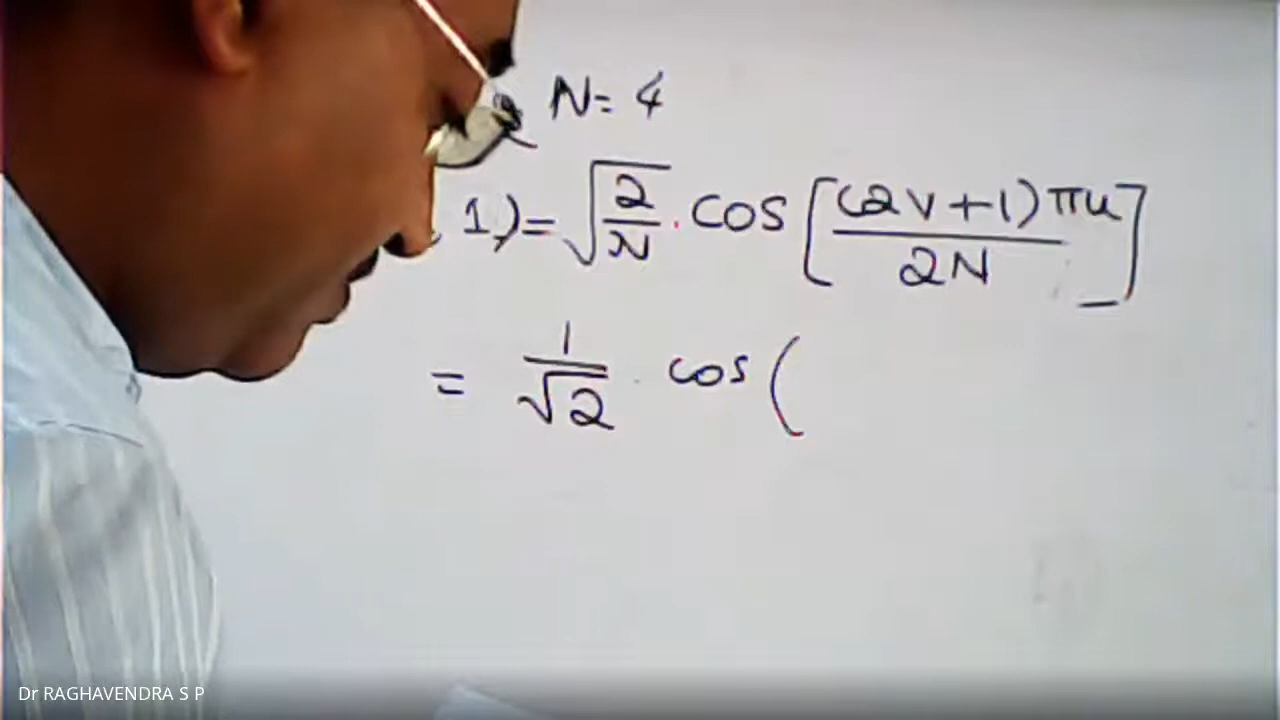 N= 4
, 1) = √(2/N) . cos [ (2v+1)πu / 2N ]
= 1/√2 . cos (
Dr RAGHAVENDRA S P